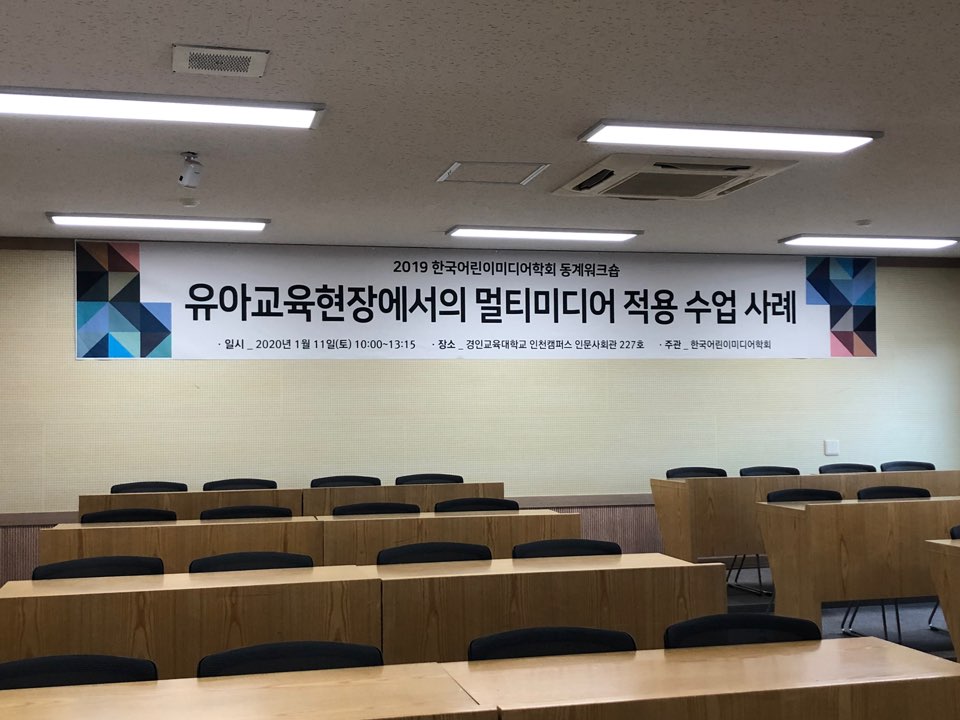 2019 한국어린이미디어학회 동계워크숍
유아교육현장에서의 멀티미디어 적용 수업 사례
· 일시 _ 2020년 1월 11일(토) 10:00~13:15 · 장소 _ 경인교육대학교 인천캠퍼스 인문사회관 227호 · 주관 _ 한국어린이미디어학회